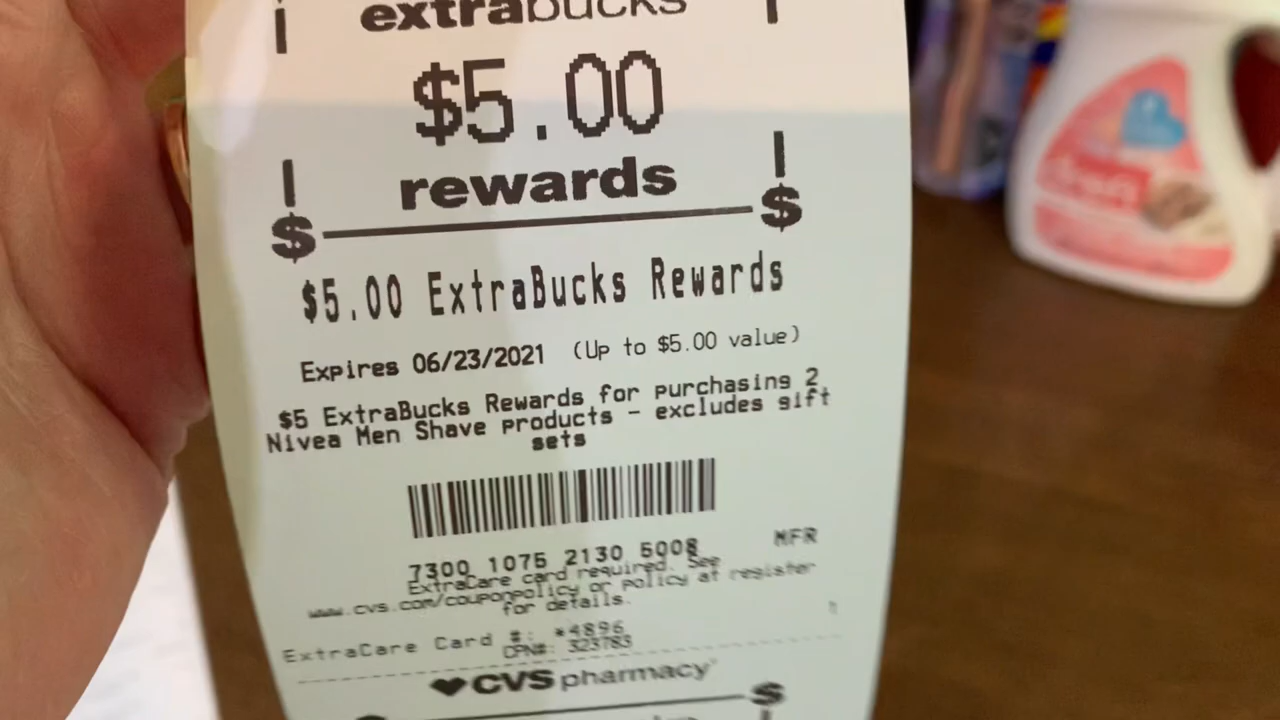 extrabucks
$5.00
rewards
$ $
$5.00 ExtraBucks Rewards
Expires 06/23/2021 (Up to $5.00 value)
$5 ExtraBucks Rewards for purchasing 2
Nivea Men Shave products - excludes gift
sets
7300 1075 2130 5008 MFR
ExtraCare card required. See
www.cvs.com/couponpolicy or policy at register
for details.
ExtraCare Card #: *4896
CPN#: 323783
CVS pharmacy
$